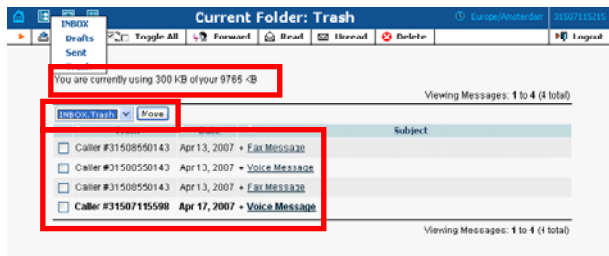 Current Folder: Trash
Europe/Amsterdam
31507115215
INBOX
Drafts
Sent
Toggle All
Forward
Read
Unread
Delete
Logout
You are currently using 300 KB of your 9765 KB
Viewing Messages: 1 to 4 (4 total)
INBOX.Trash
Move
Date
Subject
Caller #31508550143 Apr 13, 2007 + Fax Message
Caller #31500550143 Apr 13, 2007 + Voice Message
Caller #31508550143 Apr 13, 2007 + Fax Message
Caller #31507115598 Apr 17, 2007 + Voice Message
Viewing Messages: 1 to 4 (4 total)